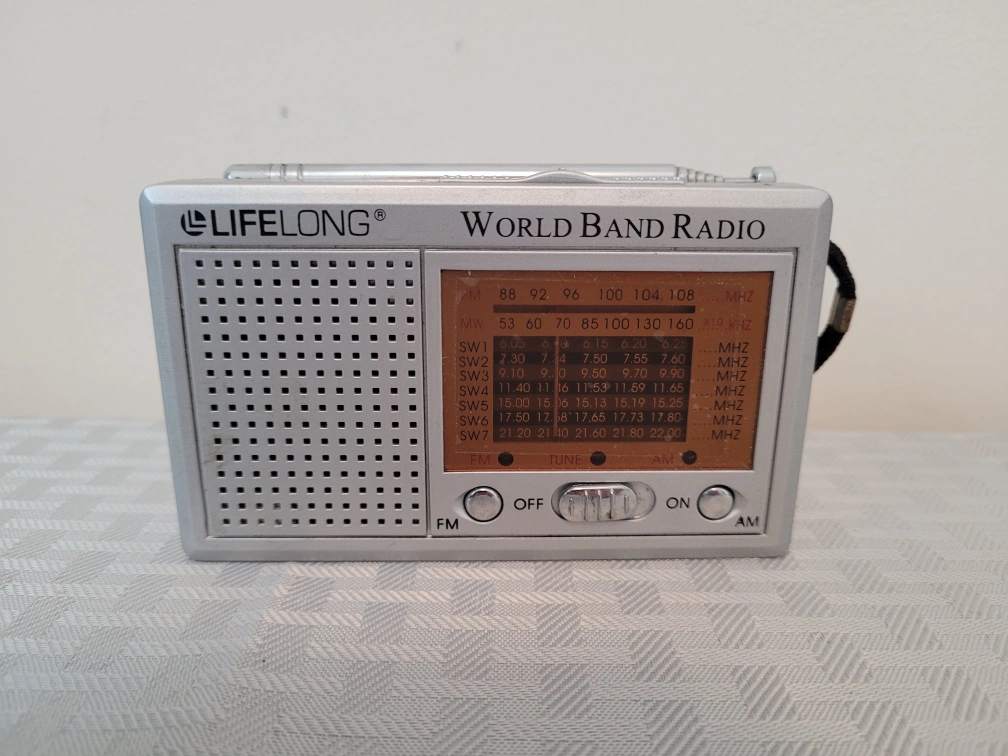 LIFELONG®
WORLD BAND RADIO
FM 88 92 96 100 104 108 ....MHZ
MW 53 60 70 85 100 130 160 KHZ
SW1 6.05 6.15 6.20 6.25 ....MHZ
SW2 7.30 7.50 7.55 7.60 ....MHZ
SW3 9.10 9.50 9.70 9.90 ....MHZ
SW4 11.40 11.53 11.59 11.65 ....MHZ
SW5 15.00 15.13 15.19 15.25 ....MHZ
SW6 17.50 17.65 17.73 17.80 ....MHZ
SW7 21.20 21.60 21.80 22.00 ....MHZ
FM TUNE AM
FM OFF ON AM